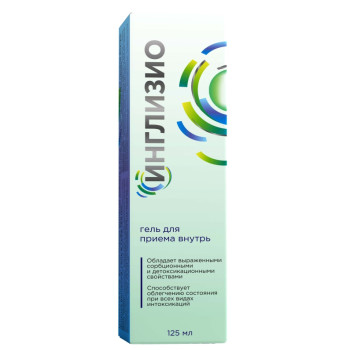 ИНГЛИЗИО
гель для
приема внутрь
Обладает выраженными
сорбционными
и детоксикационными
свойствами
Способствует
облегчению состояния
при всех видах
интоксикаций
125 мл